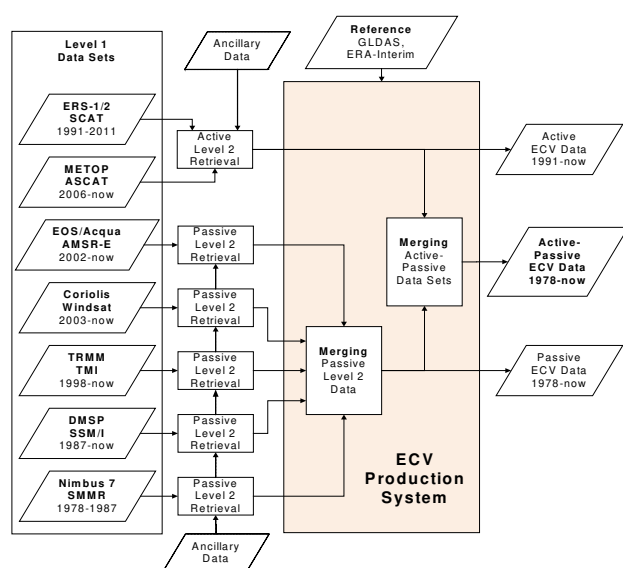 Level 1
Data Sets
Ancillary
Data
Reference
GLDAS,
ERA-Interim
ERS-1/2
SCAT
1991-2011
METOP
ASCAT
2006-now
EOS/Acqua
AMSR-E
2002-now
Coriolis
Windsat
2003-now
TRMM
TMI
1998-now
DMSP
SSM/I
1987-now
Nimbus 7
SMMR
1978-1987
Active
Level 2
Retrieval
Passive
Level 2
Retrieval
Passive
Level 2
Retrieval
Passive
Level 2
Retrieval
Passive
Level 2
Retrieval
Passive
Level 2
Retrieval
Ancillary
Data
Merging
Passive
Level 2
Data
Merging
Active-
Passive
Data Sets
ECV
Production
System
Active
ECV Data
1991-now
Active-
Passive
ECV Data
1978-now
Passive
ECV Data
1978-now